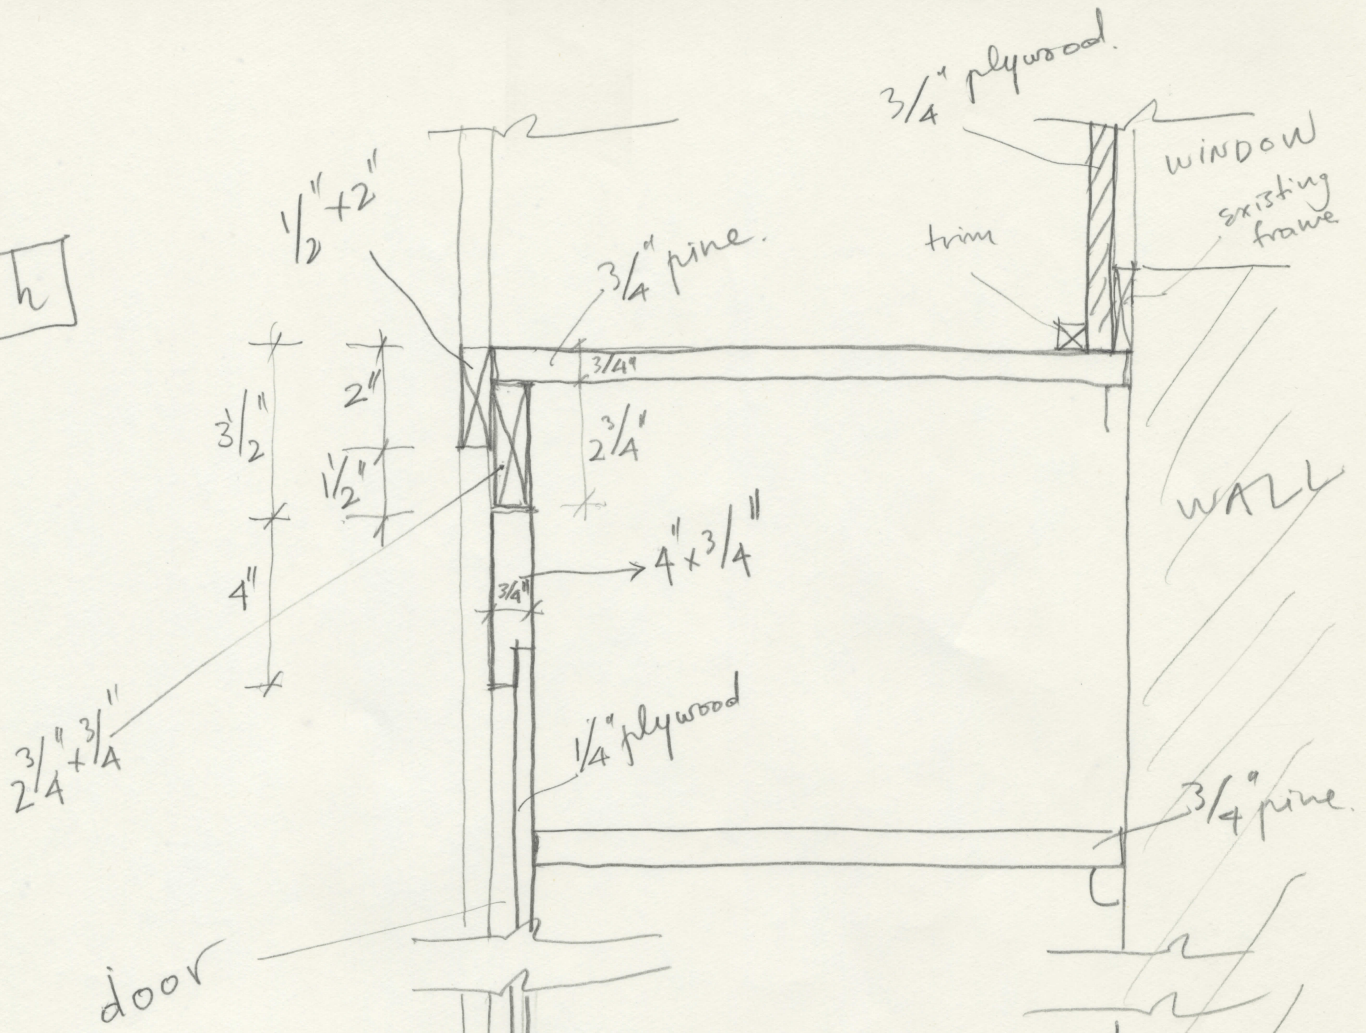 3/4" plywood.
WINDOW
existing
frame
1/2" + 2"
trim
3/4" pine.
h
3/4"
2"
3 1/2"
2 3/4"
1 1/2"
WALL
4" x 3/4"
4"
3/4"
2 3/4" + 3/4"
1/4" plywood
3/4" pine.
door